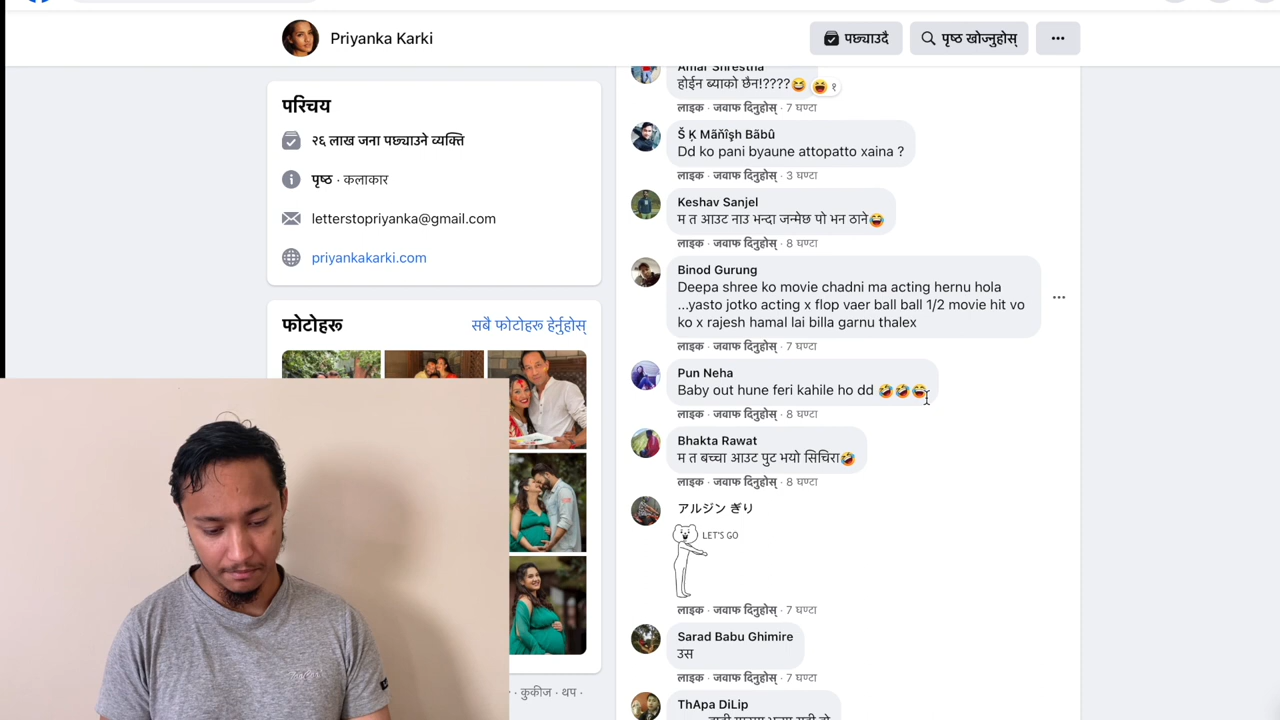 Priyanka Karki
पछ्याउदै
पृष्ठ खोज्नुहोस्
परिचय
२६ लाख जना पछ्याउने व्यक्ति
पृष्ठ · कलाकार
letterstopriyanka@gmail.com
priyankakarki.com
फोटोहरू
सबै फोटोहरू हेर्नुहोस्
· कुकीज · थप ·
Amar Shrestha
होईन ब्याको छैन!????😆
😆 १
लाइक · जवाफ दिनुहोस् · 7 घण्टा
Š Ķ Mãñîşh Bãbû
Dd ko pani byaune attopatto xaina ?
लाइक · जवाफ दिनुहोस् · 3 घण्टा
Keshav Sanjel
म त आउट नाउ भन्दा जन्मेछ पो भन ठाने😂
लाइक · जवाफ दिनुहोस् · 8 घण्टा
Binod Gurung
Deepa shree ko movie chadni ma acting hernu hola
...yasto jotko acting x flop vaer ball ball 1/2 movie hit vo
ko x rajesh hamal lai billa garnu thalex
लाइक · जवाफ दिनुहोस् · 7 घण्टा
Pun Neha
Baby out hune feri kahile ho dd 🤣🤣😂
लाइक · जवाफ दिनुहोस् · 8 घण्टा
Bhakta Rawat
म त बच्चा आउट पुट भयो सिचिरा🤣
लाइक · जवाफ दिनुहोस् · 8 घण्टा
アルジン ぎり
LET'S GO
लाइक · जवाफ दिनुहोस् · 7 घण्टा
Sarad Babu Ghimire
उस
लाइक · जवाफ दिनुहोस् · 7 घण्टा
ThApa DiLip